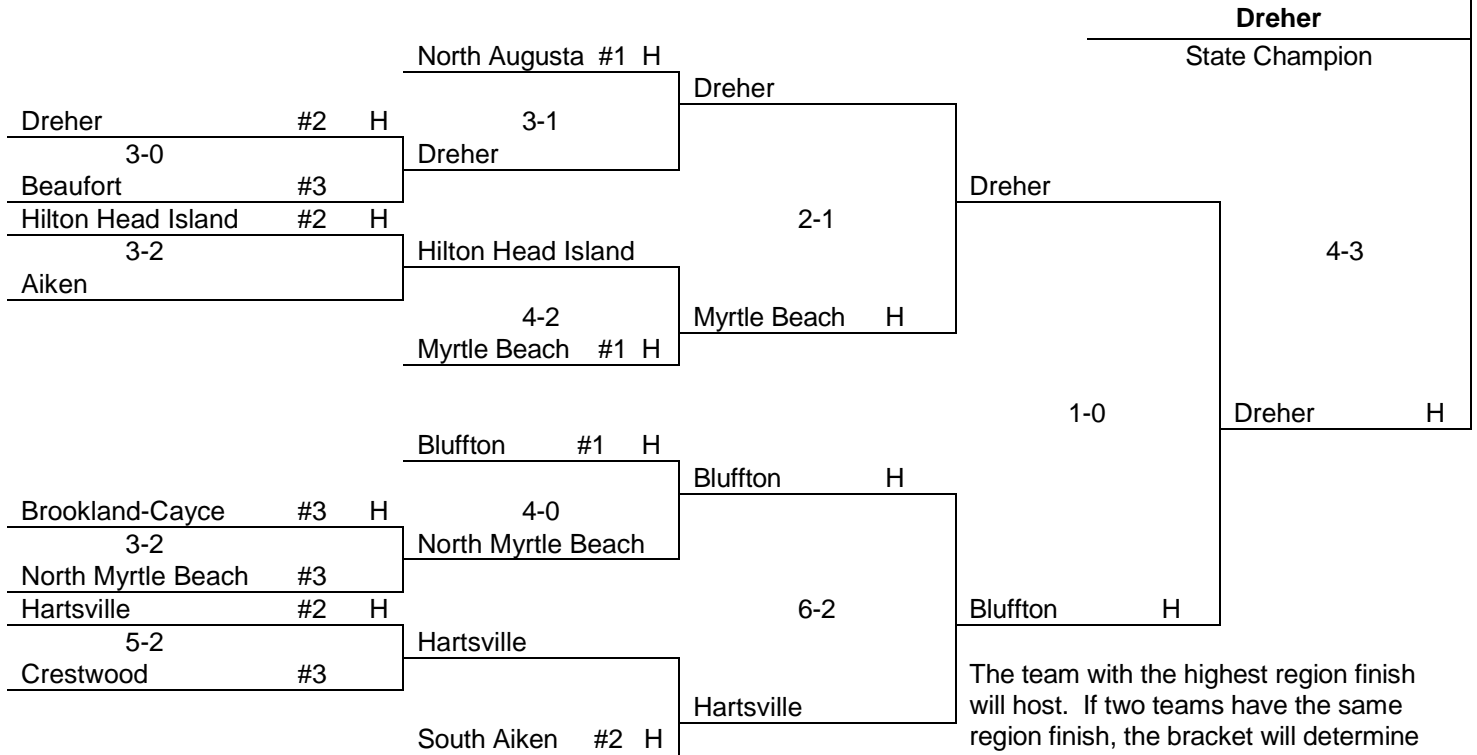 Dreher
State Champion
North Augusta #1 H
Dreher
Dreher #2 H
3-1
3-0
Dreher
Beaufort #3
Dreher
Hilton Head Island #2 H
2-1
3-2
Hilton Head Island
4-3
Aiken
4-2
Myrtle Beach H
Myrtle Beach #1 H
1-0
Dreher H
Bluffton #1 H
Bluffton H
Brookland-Cayce #3 H
4-0
3-2
North Myrtle Beach
North Myrtle Beach #3
Hartsville #2 H
6-2
Bluffton H
5-2
Hartsville
Crestwood #3
The team with the highest region finish
will host. If two teams have the same
Hartsville
South Aiken #2 H
region finish, the bracket will determine